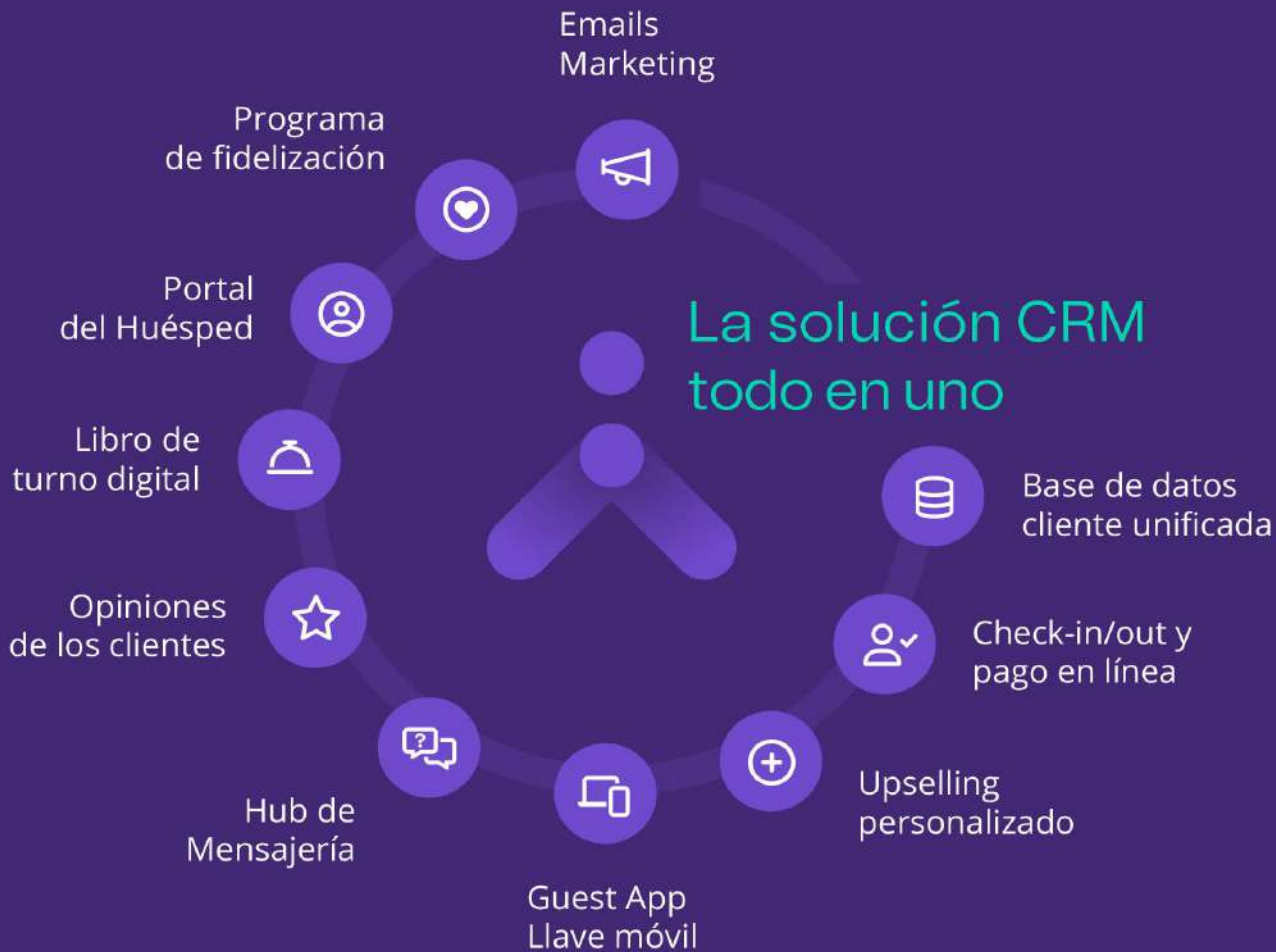 Emails
Marketing
Programa
de fidelización
Portal
del Huésped
La solución CRM
todo en uno
Libro de
turno digital
Base de datos
cliente unificada
Opiniones
de los clientes
Check-in/out y
pago en línea
Upselling
personalizado
Hub de
Mensajería
Guest App
Llave móvil